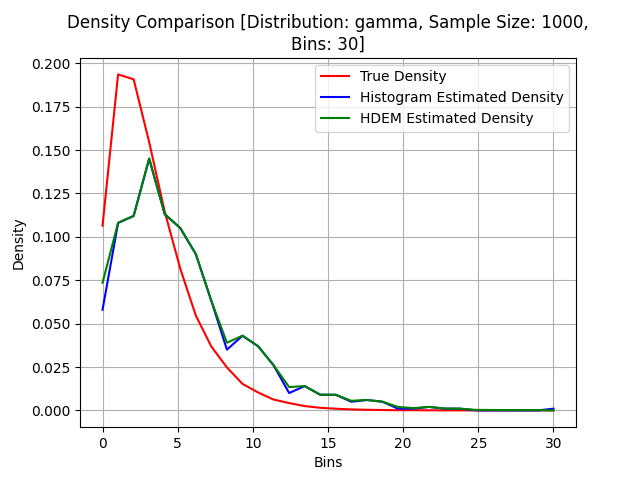 Density Comparison [Distribution: gamma, Sample Size: 1000,
Bins: 30]
True Density
Histogram Estimated Density
HDEM Estimated Density
Density
0.200
0.175
0.150
0.125
0.100
0.075
0.050
0.025
0.000
0 5 10 15 20 25 30
Bins